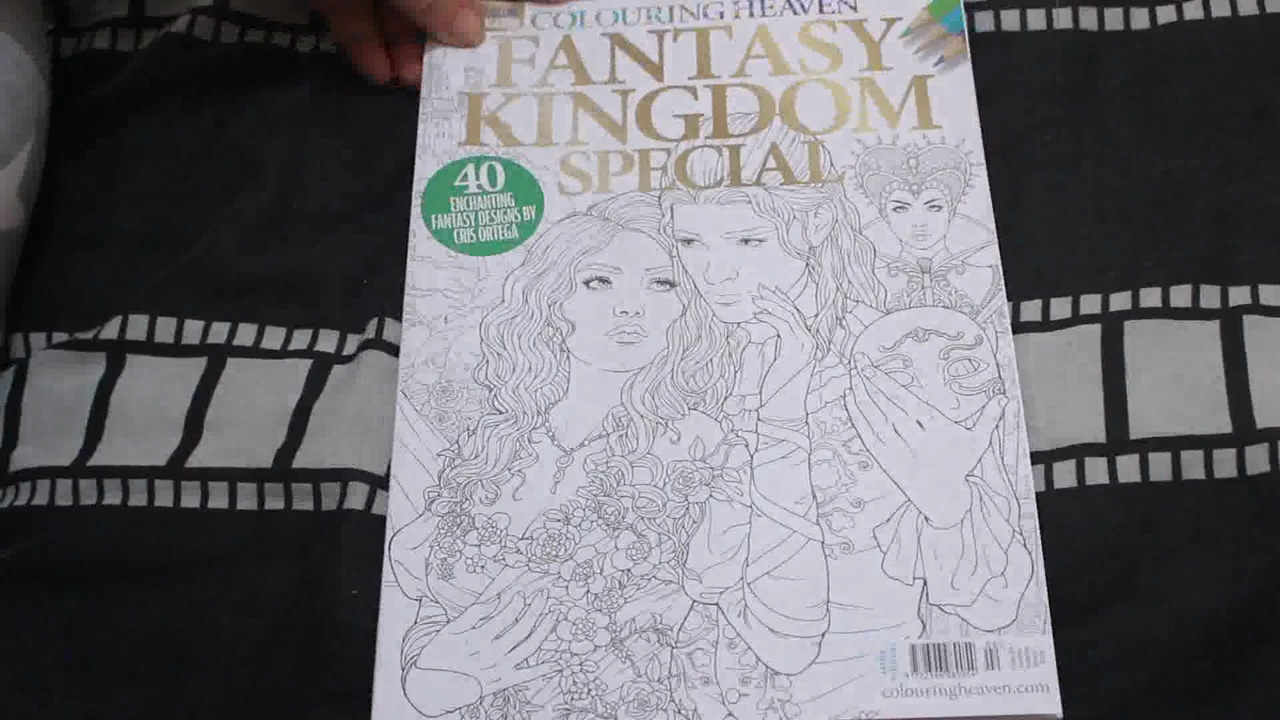 COLOURING HEAVEN
FANTASY
KINGDOM
SPECIAL
40
ENCHANTING
FANTASY DESIGNS BY
CRIS ORTEGA
colouringheaven.com